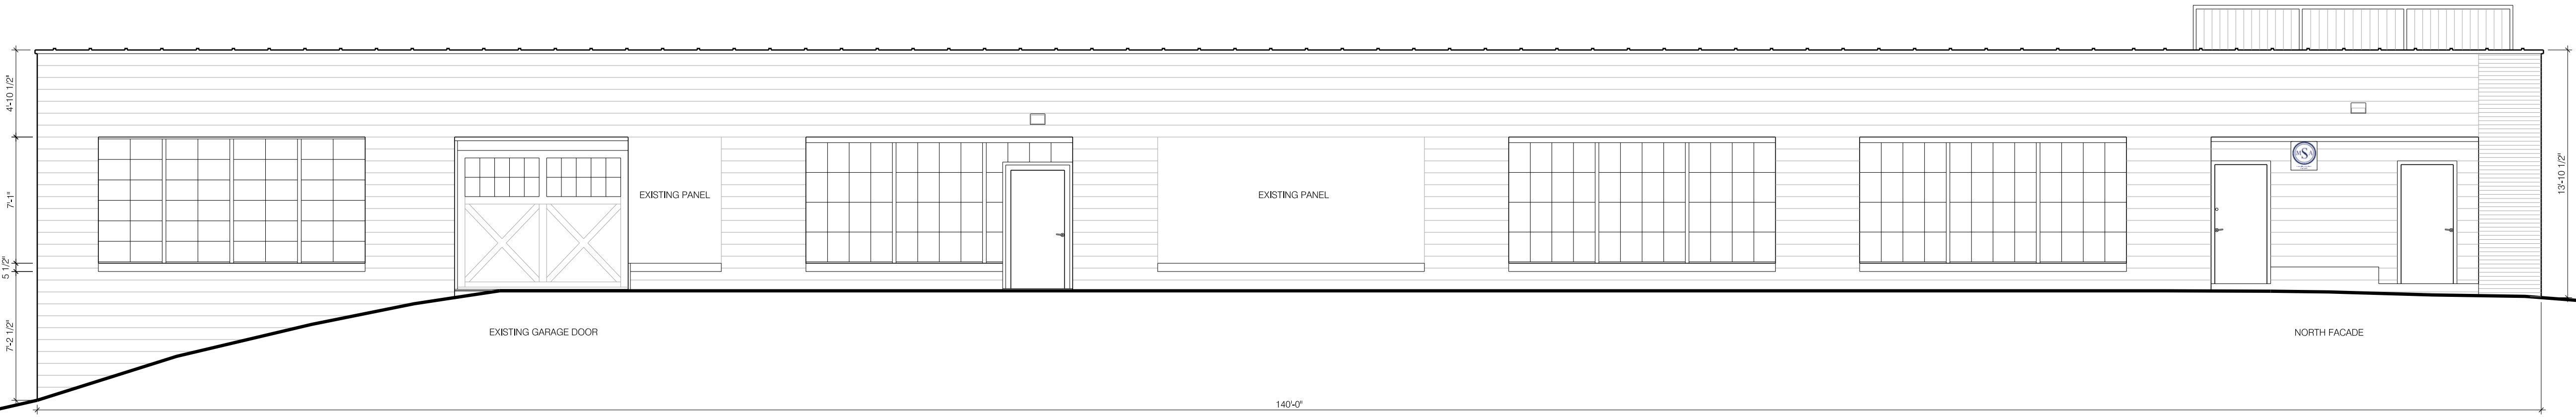 4'-10 1/2"
7'-1"
5 1/2"
7'-2 1/2"
EXISTING PANEL
EXISTING PANEL
MSA
13'-10 1/2"
EXISTING GARAGE DOOR
NORTH FACADE
140'-0"